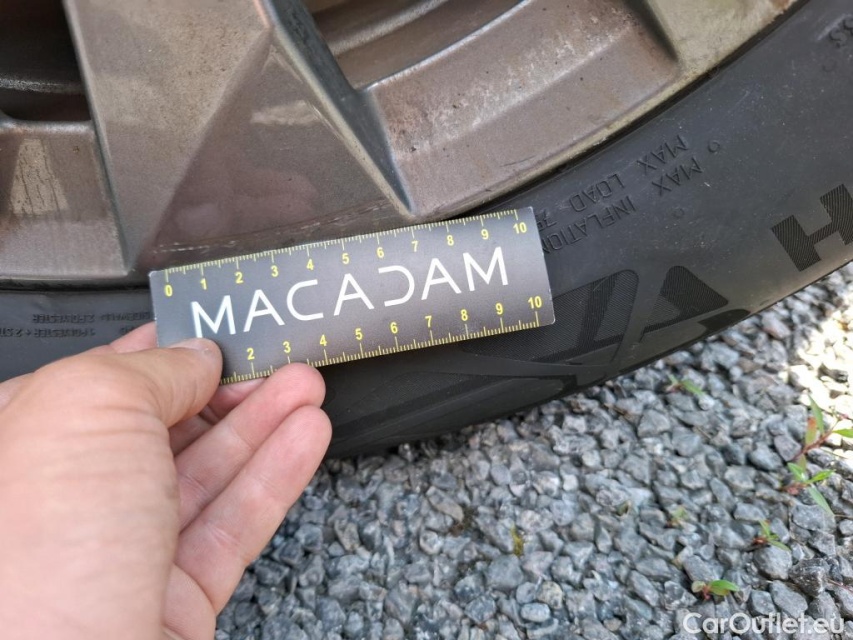 0 1 2 3 4 5 6 7 8 9 10
MACADAM
2 3 4 5 6 7 8 9 10
MAX LOAD
MAX INFLATION
H
CarOutlet.eu